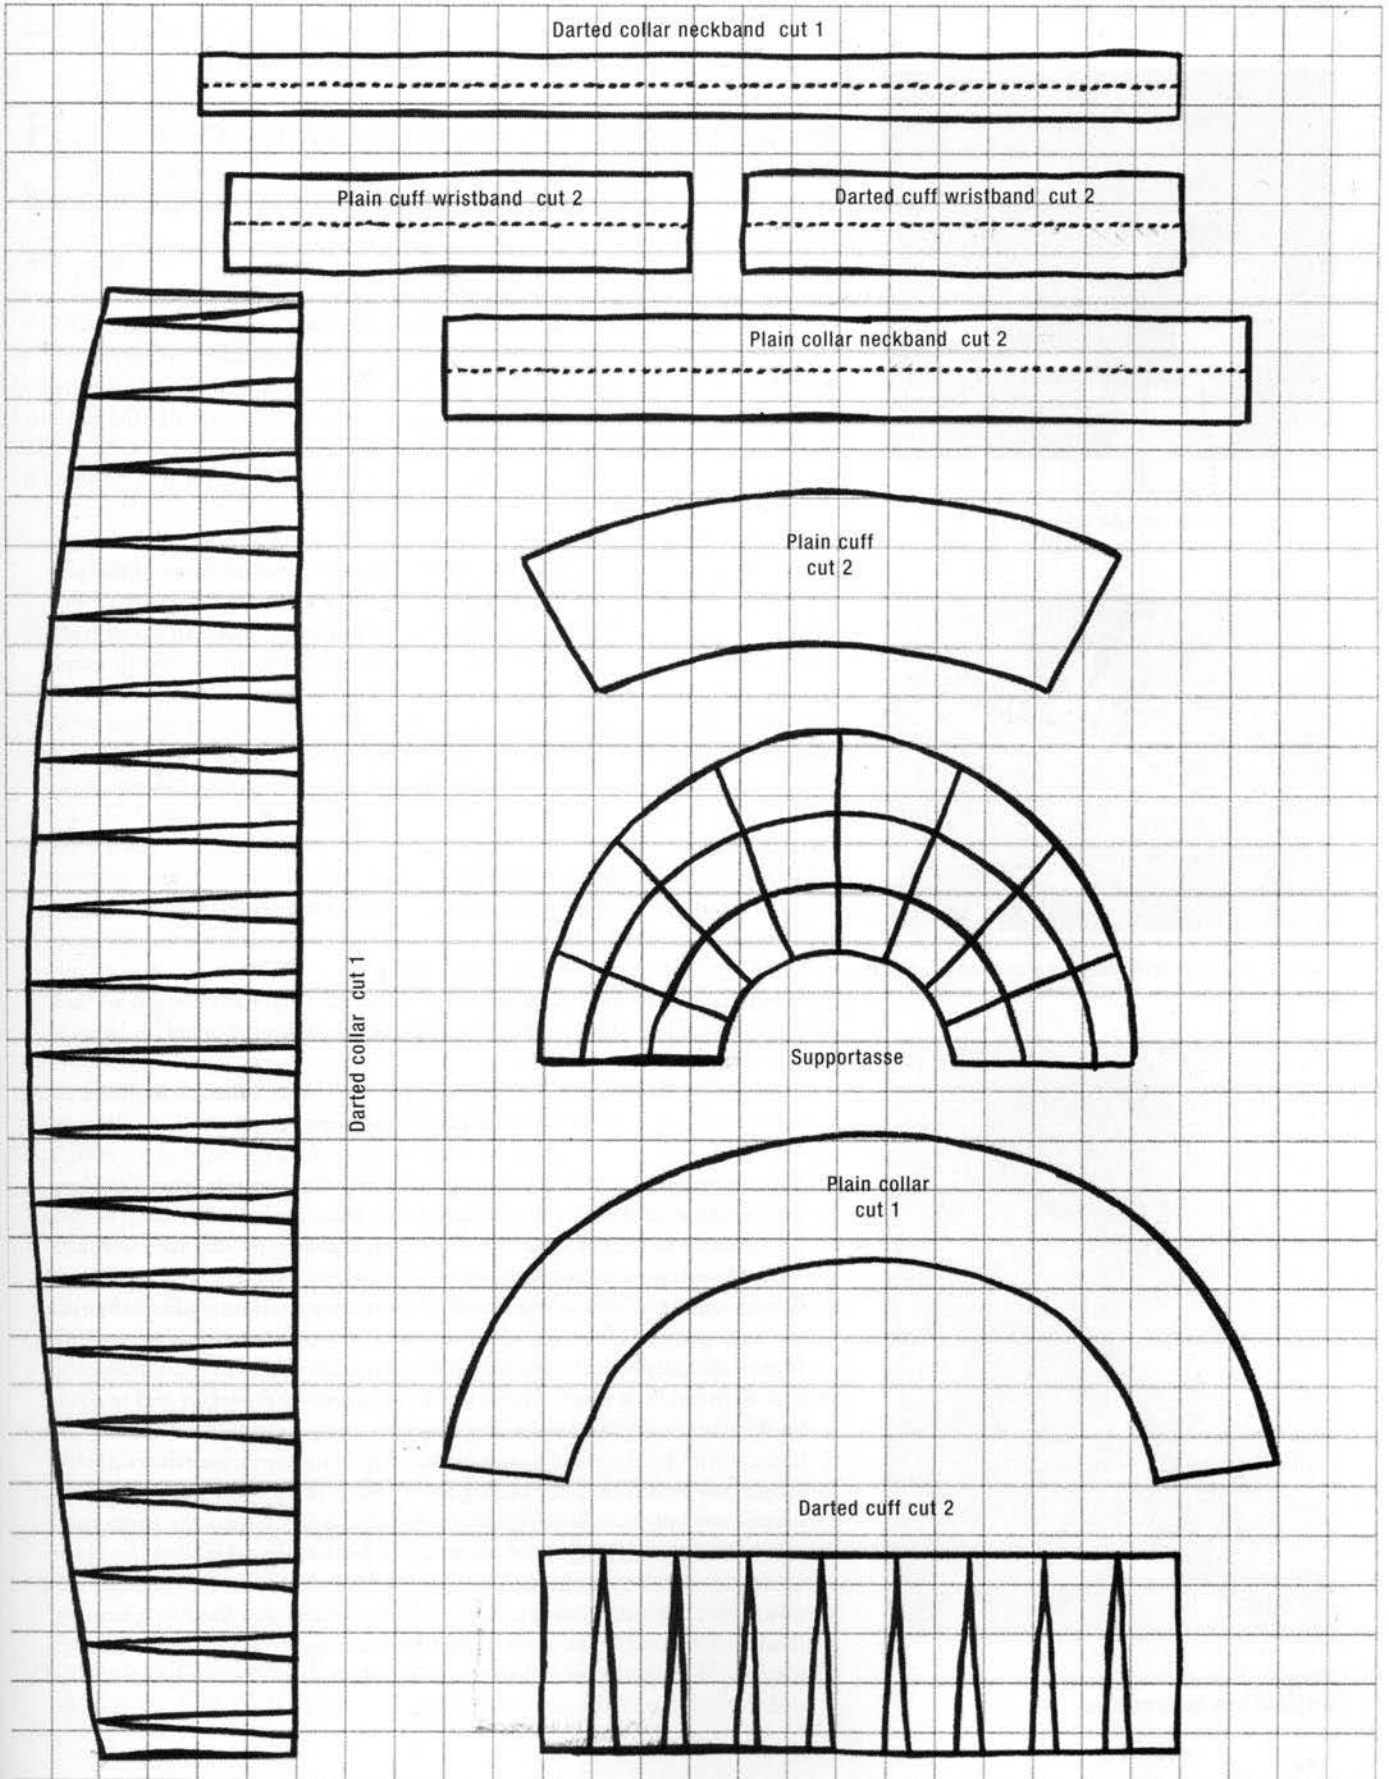 Darted collar neckband cut 1
Plain cuff wristband cut 2
Darted cuff wristband cut 2
Plain collar neckband cut 2
Plain cuff
cut 2
Darted collar cut 1
Supportasse
Plain collar
cut 1
Darted cuff cut 2